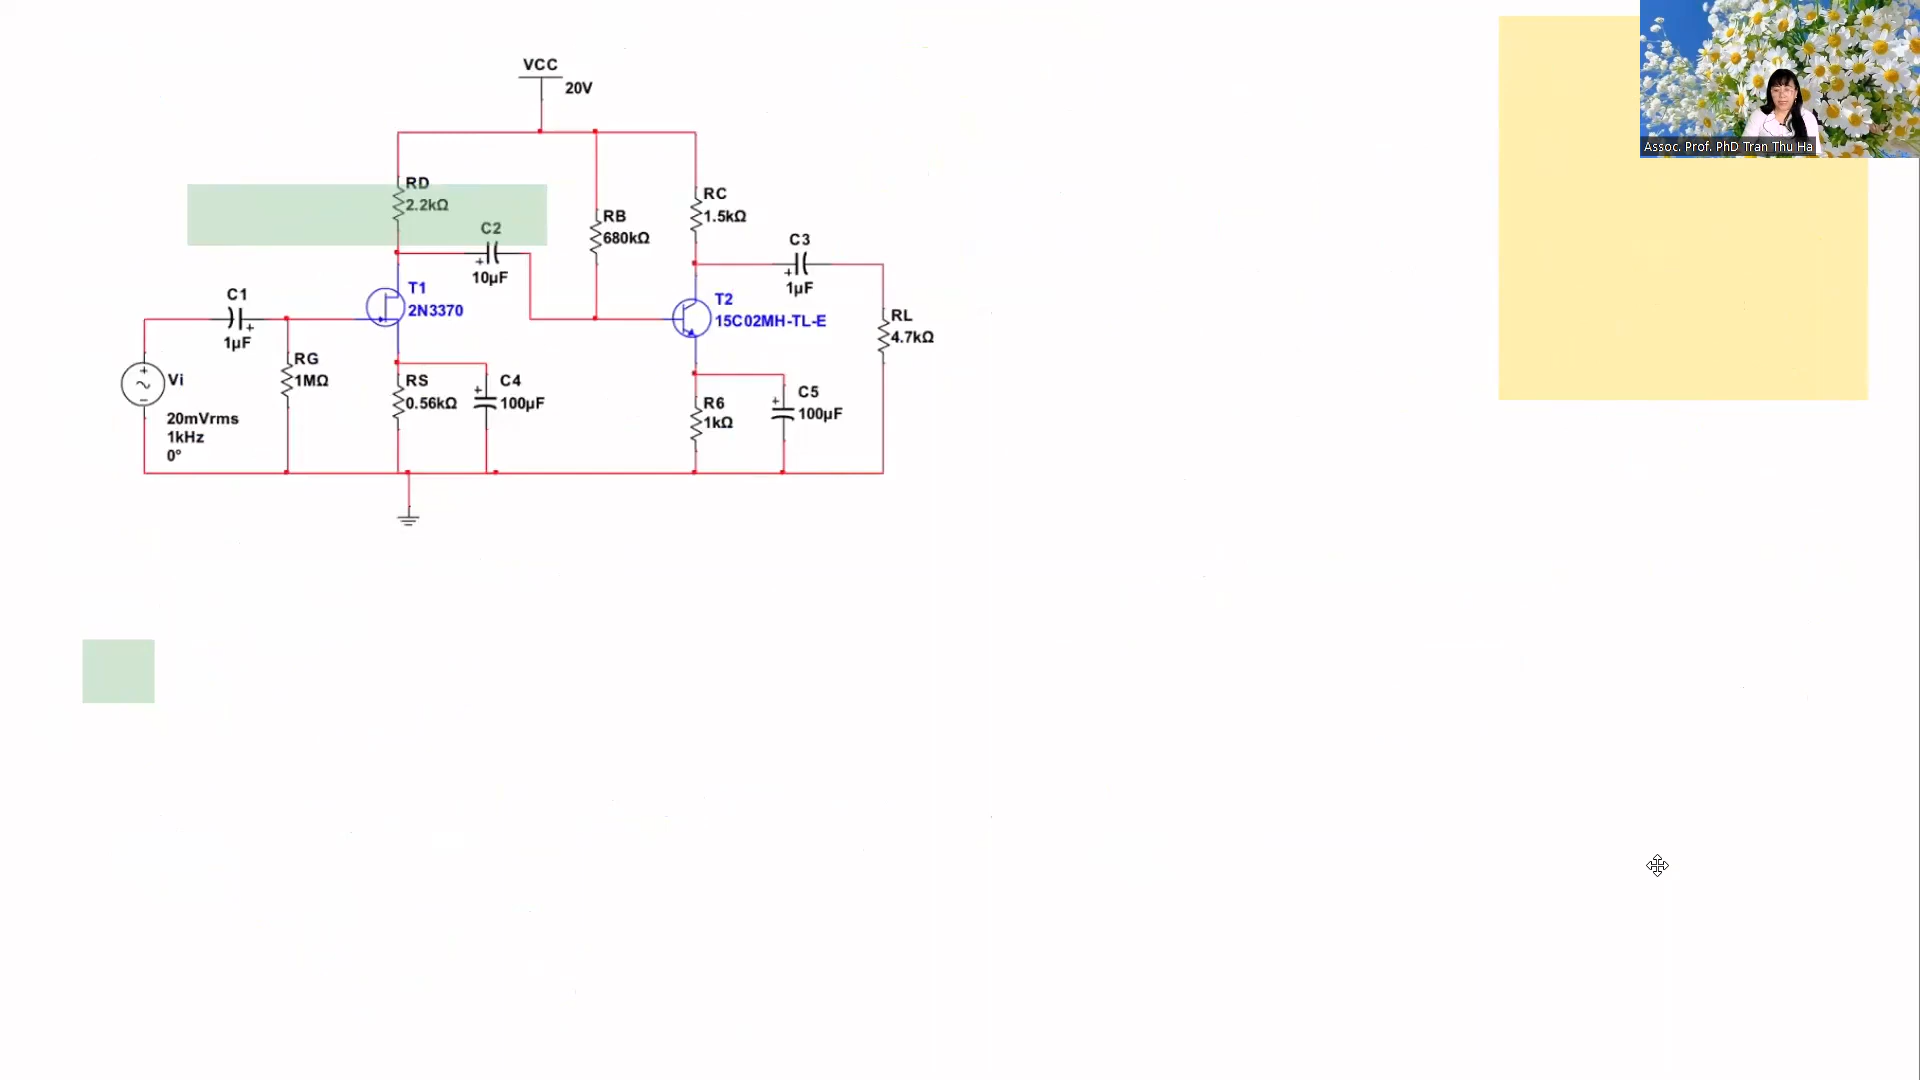 VCC
20V
RD
2.2kΩ
C2
10µF
RB
680kΩ
RC
1.5kΩ
C3
1µF
C1
1µF
T1
2N3370
T2
15C02MH-TL-E
RL
4.7kΩ
Vi
20mVrms
1kHz
0°
RG
1MΩ
RS
0.56kΩ
C4
100µF
R6
1kΩ
C5
100µF
Assoc. Prof. PhD Tran Thu Ha